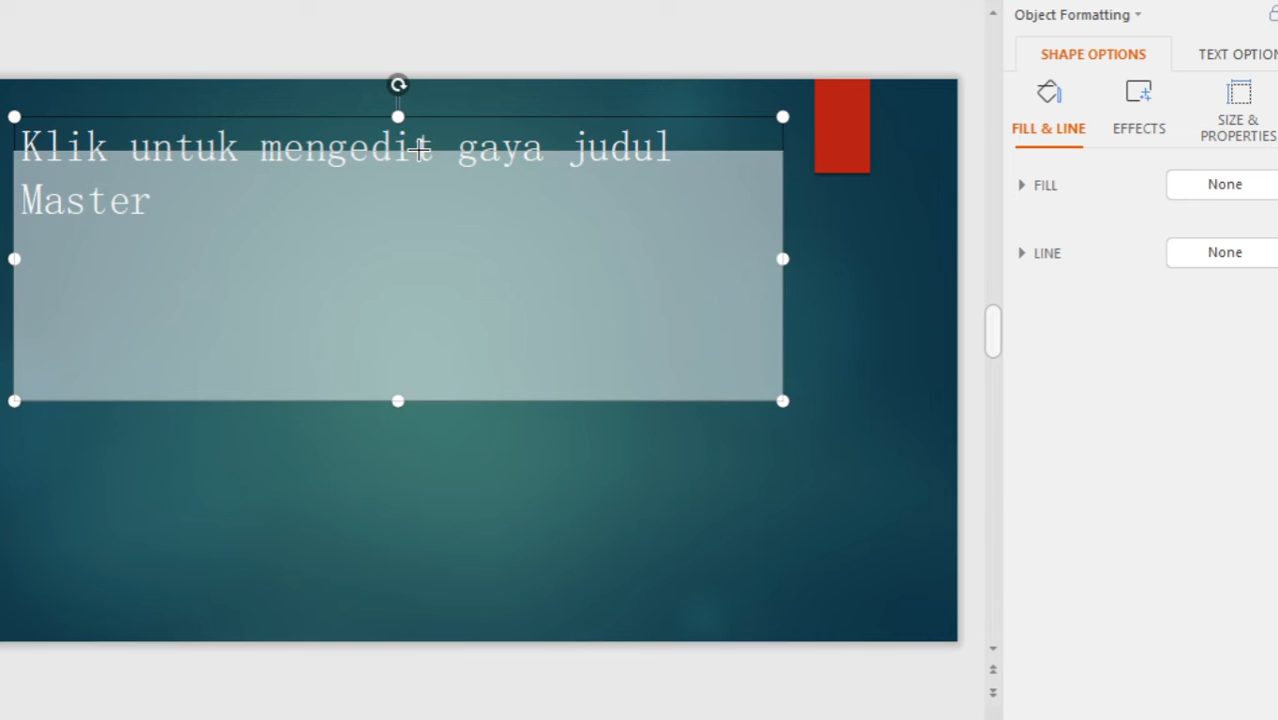 Object Formatting
SHAPE OPTIONS
TEXT OPTION
FILL & LINE
EFFECTS
SIZE &
PROPERTIES
FILL
None
LINE
None
Klik untuk mengedit gaya judul
Master